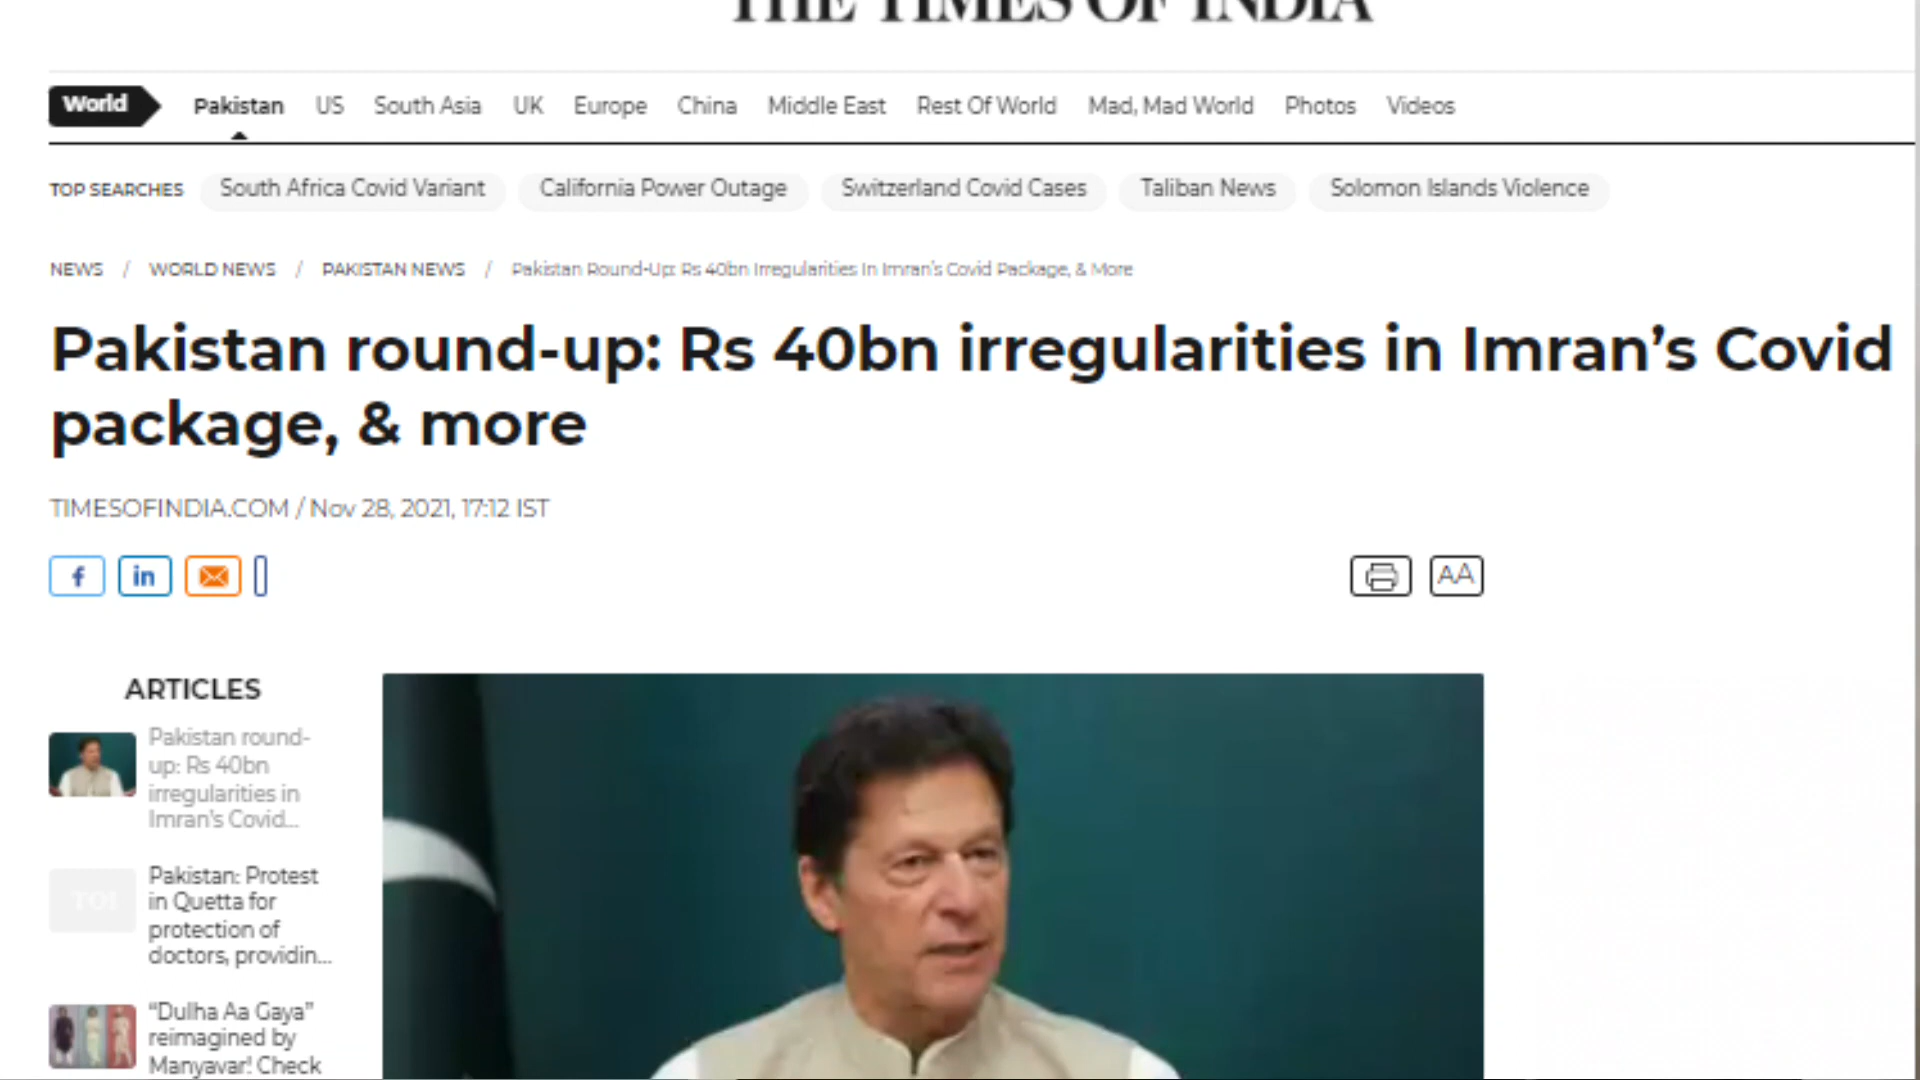 THE TIMES OF INDIA
World Pakistan US South Asia UK Europe China Middle East Rest Of World Mad, Mad World Photos Videos
TOP SEARCHES South Africa Covid Variant California Power Outage Switzerland Covid Cases Taliban News Solomon Islands Violence
NEWS / WORLD NEWS / PAKISTAN NEWS / Pakistan Round-Up: Rs 40bn Irregularities In Imran's Covid Package, & More
Pakistan round-up: Rs 40bn irregularities in Imran’s Covid
package, & more
TIMESOFINDIA.COM / Nov 28, 2021, 17:12 IST
f in AA
ARTICLES
Pakistan round-
up: Rs 40bn
irregularities in
Imran's Covid...
TOI
Pakistan: Protest
in Quetta for
protection of
doctors, providin...
“Dulha Aa Gaya”
reimagined by
Manyavar! Check